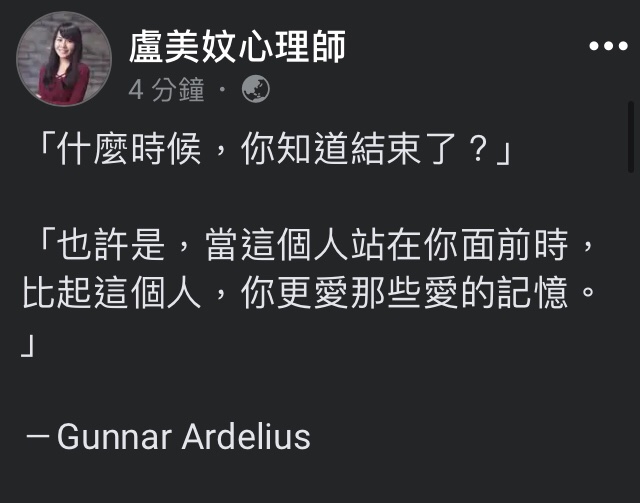 盧美妏心理師
4 分鐘 ·
「什麼時候，你知道結束了？」
「也許是，當這個人站在你面前時，
比起這個人，你更愛那些愛的記憶。
」
－Gunnar Ardelius